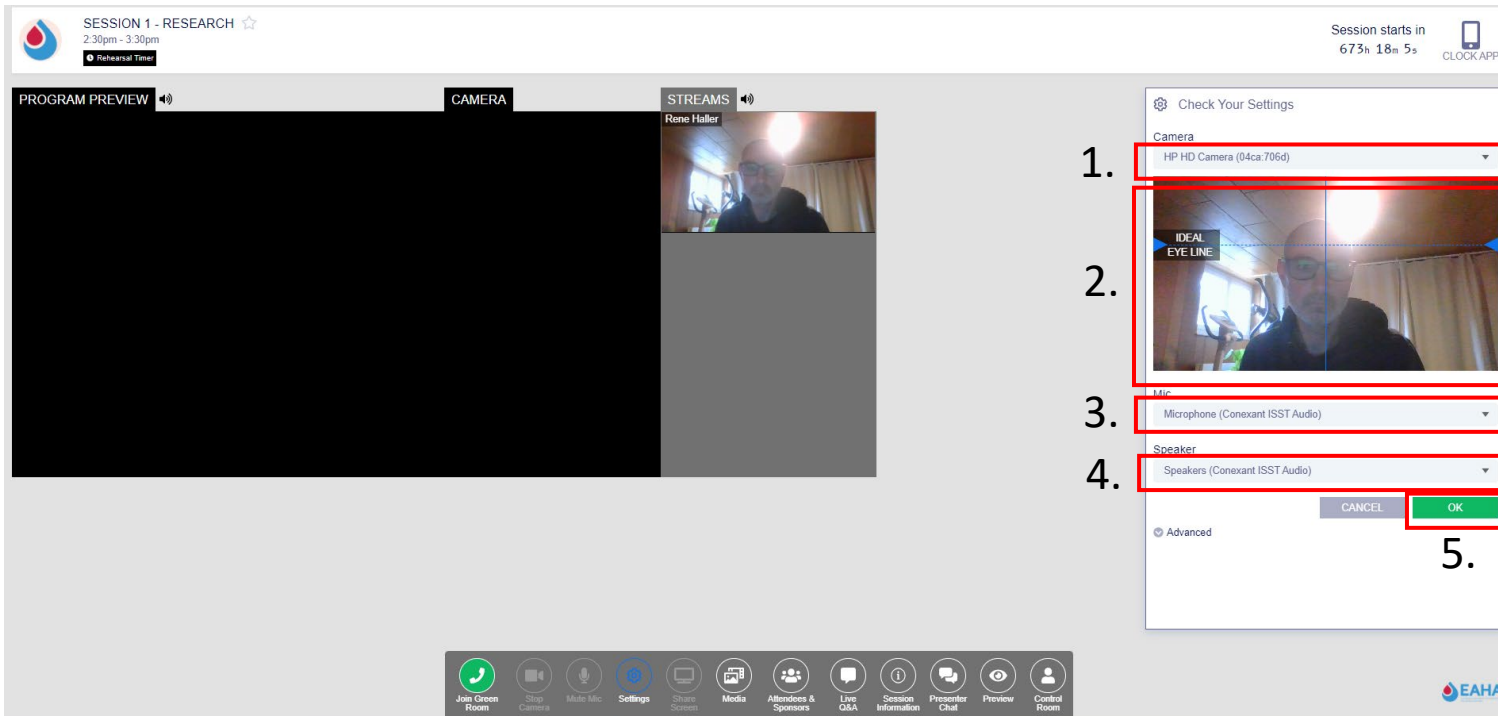 SESSION 1 - RESEARCH
2:30pm - 3:30pm
Rehearsal Timer
Session starts in
673h 18m 5s
CLOCK APP
PROGRAM PREVIEW
CAMERA
STREAMS
Rene Haller
Check Your Settings
Camera
1.
HP HD Camera (04ca:706d)
IDEAL
EYE LINE
2.
Mic
3.
Microphone (Conexant ISST Audio)
Speaker
4.
Speakers (Conexant ISST Audio)
CANCEL
OK
Advanced
5.
Join Green
Room
Stop
Camera
Mute Mic
Settings
Share
Screen
Media
Attendees &
Sponsors
Live
Q&A
Session
Information
Presenter
Chat
Preview
Control
Room
EAHA